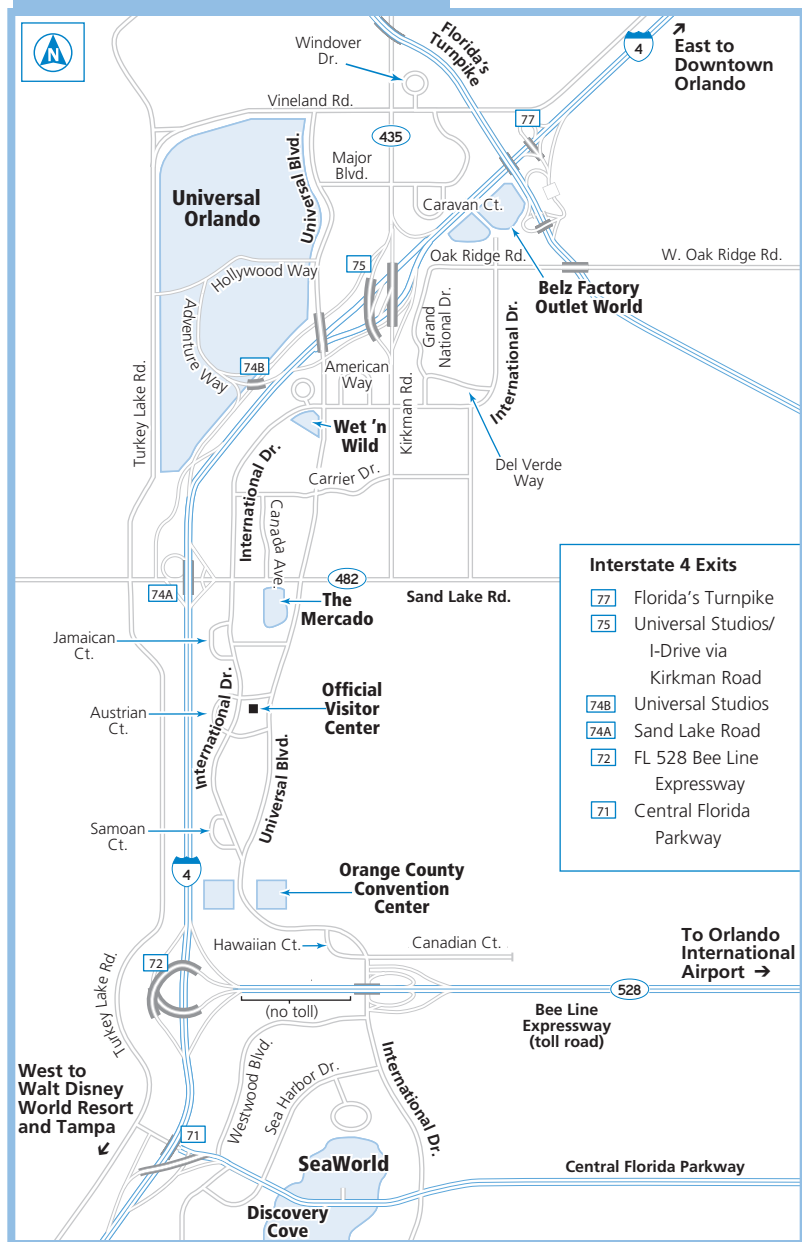 N
Windover
Dr.
Florida's
Turnpike
4
East to
Downtown
Orlando
Vineland Rd.
77
435
Universal Blvd.
Major
Blvd.
Universal
Orlando
Caravan Ct.
Hollywood Way
75
Oak Ridge Rd.
W. Oak Ridge Rd.
Belz Factory
Outlet World
Adventure Way
Grand
National Dr.
International Dr.
74B
American
Way
Turkey Lake Rd.
Kirkman Rd.
Wet 'n
Wild
International Dr.
Carrier Dr.
Del Verde
Way
Canada Ave.
482
Sand Lake Rd.
74A
The
Mercado
Jamaican
Ct.
International Dr.
Official
Visitor
Center
Austrian
Ct.
Universal Blvd.
Samoan
Ct.
4
Orange County
Convention
Center
Hawaiian Ct.
Canadian Ct.
To Orlando
International
Airport →
72
Turkey Lake Rd.
(no toll)
528
Bee Line
Expressway
(toll road)
Westwood Blvd.
Sea Harbor Dr.
International Dr.
West to
Walt Disney
World Resort
and Tampa
71
SeaWorld
Central Florida Parkway
Discovery
Cove
Interstate 4 Exits
77 Florida's Turnpike
75 Universal Studios/
I-Drive via
Kirkman Road
74B Universal Studios
74A Sand Lake Road
72 FL 528 Bee Line
Expressway
71 Central Florida
Parkway